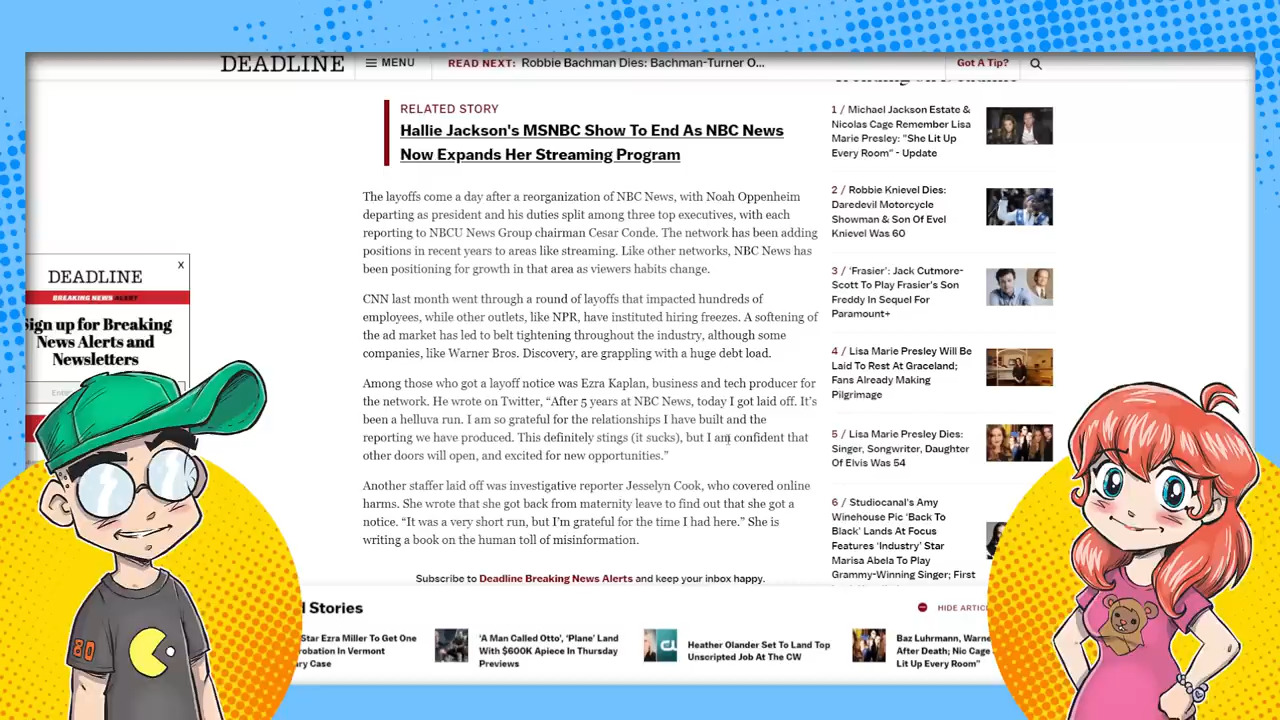 DEADLINE
MENU
READ NEXT: Robbie Bachman Dies: Bachman-Turner O...
Got A Tip?
RELATED STORY
Hallie Jackson's MSNBC Show To End As NBC News
Now Expands Her Streaming Program
The layoffs come a day after a reorganization of NBC News, with Noah Oppenheim
departing as president and his duties split among three top executives, with each
reporting to NBCU News Group chairman Cesar Conde. The network has been adding
positions in recent years to areas like streaming. Like other networks, NBC News has
been positioning for growth in that area as viewers habits change.
CNN last month went through a round of layoffs that impacted hundreds of
employees, while other outlets, like NPR, have instituted hiring freezes. A softening of
the ad market has led to belt tightening throughout the industry, although some
companies, like Warner Bros. Discovery, are grappling with a huge debt load.
Among those who got a layoff notice was Ezra Kaplan, business and tech producer for
the network. He wrote on Twitter, “After 5 years at NBC News, today I got laid off. It’s
been a helluva run. I am so grateful for the relationships I have built and the
reporting we have produced. This definitely stings (it sucks), but I am confident that
other doors will open, and excited for new opportunities.”
Another staffer laid off was investigative reporter Jesselyn Cook, who covered online
harms. She wrote that she got back from maternity leave to find out that she got a
notice. “It was a very short run, but I’m grateful for the time I had here.” She is
writing a book on the human toll of misinformation.
Subscribe to Deadline Breaking News Alerts and keep your inbox happy.
1 / Michael Jackson Estate &
Nicolas Cage Remember Lisa
Marie Presley: "She Lit Up
Every Room" - Update
2 / Robbie Knievel Dies:
Daredevil Motorcycle
Showman & Son Of Evel
Knievel Was 60
3 / ‘Frasier’: Jack Cutmore-
Scott To Play Frasier’s Son
Freddy In Sequel For
Paramount+
4 / Lisa Marie Presley Will Be
Laid To Rest At Graceland;
Fans Already Making
Pilgrimage
5 / Lisa Marie Presley Dies:
Singer, Songwriter, Daughter
Of Elvis Was 54
6 / Studiocanal's Amy
Winehouse Pic ‘Back To
Black’ Lands At Focus
Features ‘Industry’ Star
Marisa Abela To Play
Grammy-Winning Singer; First
X
DEADLINE
BREAKING NEWS ALERT
Sign up for Breaking
News Alerts and
Newsletters
Stories
HIDE
Star Ezra Miller To Get One
Probation In Vermont
Case
‘A Man Called Otto’, ‘Plane’ Land
With $600K Apiece In Thursday
Previews
Heather Olander Set To Land Top
Unscripted Job At The CW
Baz Luhrmann,
After Death; Nic Cage
Lit Up Every Room”
80